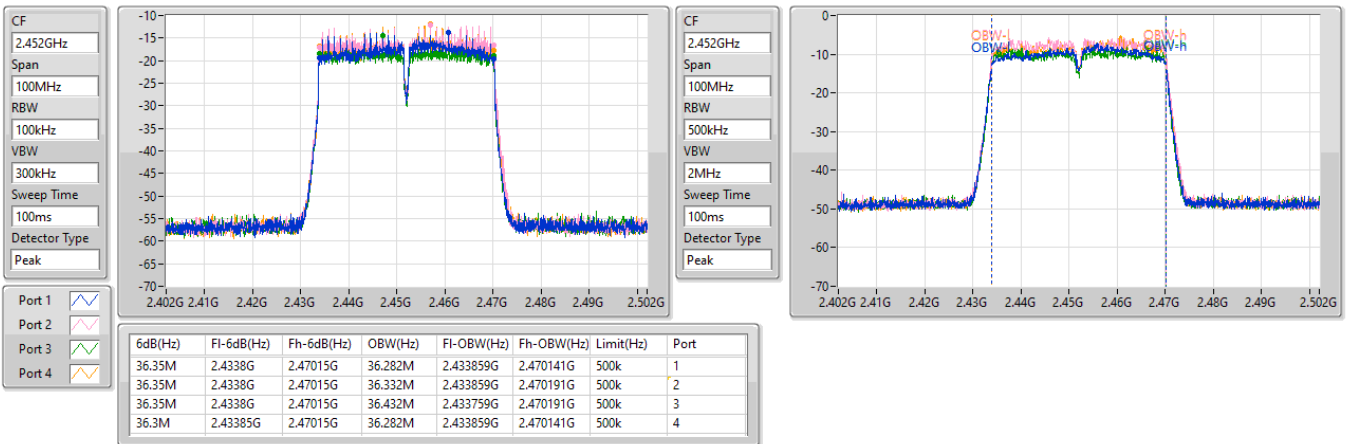 CF
2.452GHz
Span
100MHz
RBW
100kHz
VBW
300kHz
Sweep Time
100ms
Detector Type
Peak
-10
-15
-20
-25
-30
-35
-40
-45
-50
-55
-60
-65
-70
2.402G 2.41G 2.42G 2.43G 2.44G 2.45G 2.46G 2.47G 2.48G 2.49G 2.502G
CF
2.452GHz
Span
100MHz
RBW
500kHz
VBW
2MHz
Sweep Time
100ms
Detector Type
Peak
0
-10
-20
-30
-40
-50
-60
-70
OBW-l OBW-h
OBW-l OBW-h
2.402G 2.41G 2.42G 2.43G 2.44G 2.45G 2.46G 2.47G 2.48G 2.49G 2.502G
Port 1
Port 2
Port 3
Port 4
6dB(Hz) Fl-6dB(Hz) Fh-6dB(Hz) OBW(Hz) Fl-OBW(Hz) Fh-OBW(Hz) Limit(Hz) Port
36.35M 2.4338G 2.47015G 36.282M 2.433859G 2.470141G 500k 1
36.35M 2.4338G 2.47015G 36.332M 2.433859G 2.470191G 500k 2
36.35M 2.4338G 2.47015G 36.432M 2.433759G 2.470191G 500k 3
36.3M 2.43385G 2.47015G 36.282M 2.433859G 2.470141G 500k 4